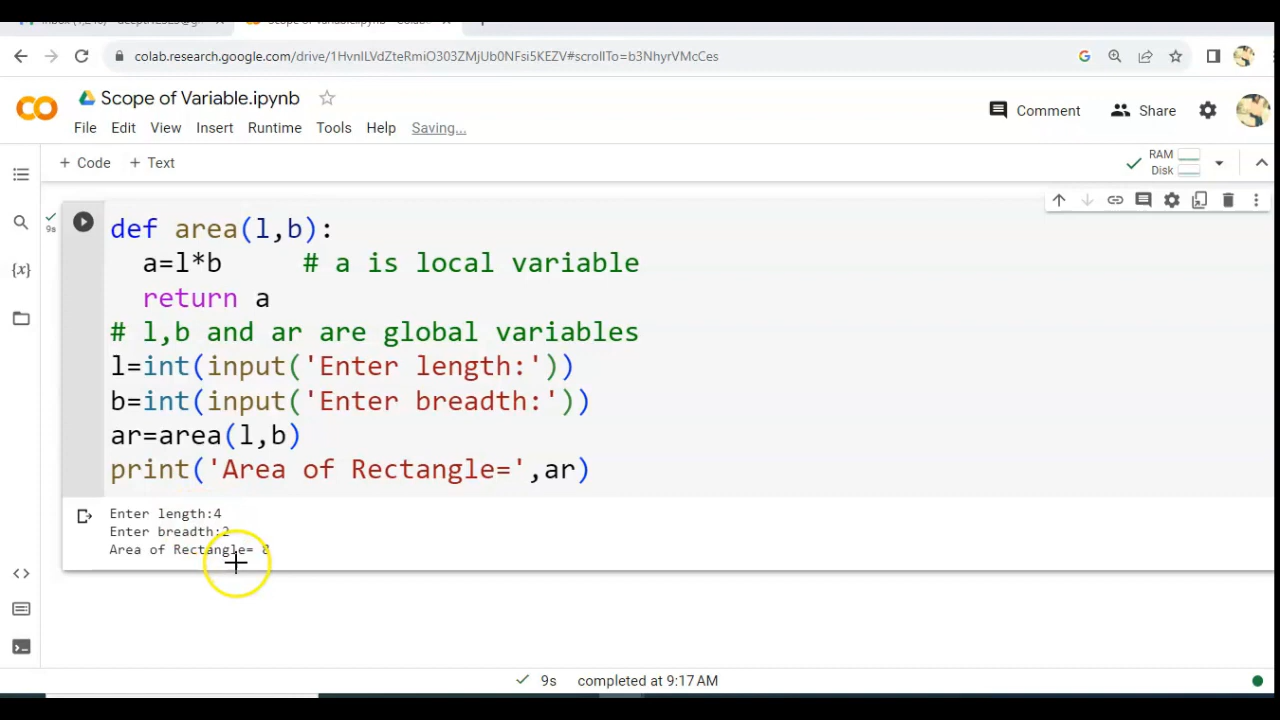 colab.research.google.com/drive/1HvnlLVdZteRmiO303ZMjUb0NFsi5KEZV#scrollTo=b3NhyrVMcCes
Scope of Variable.ipynb
Comment
Share
File Edit View Insert Runtime Tools Help Saving...
+ Code + Text
RAM
Disk
def area(l,b):
9s
a=l*b # a is local variable
return a
# l,b and ar are global variables
l=int(input('Enter length:'))
b=int(input('Enter breadth:'))
ar=area(l,b)
print('Area of Rectangle=',ar)
Enter length:4
Enter breadth:2
Area of Rectangle= 8
9s completed at 9:17 AM